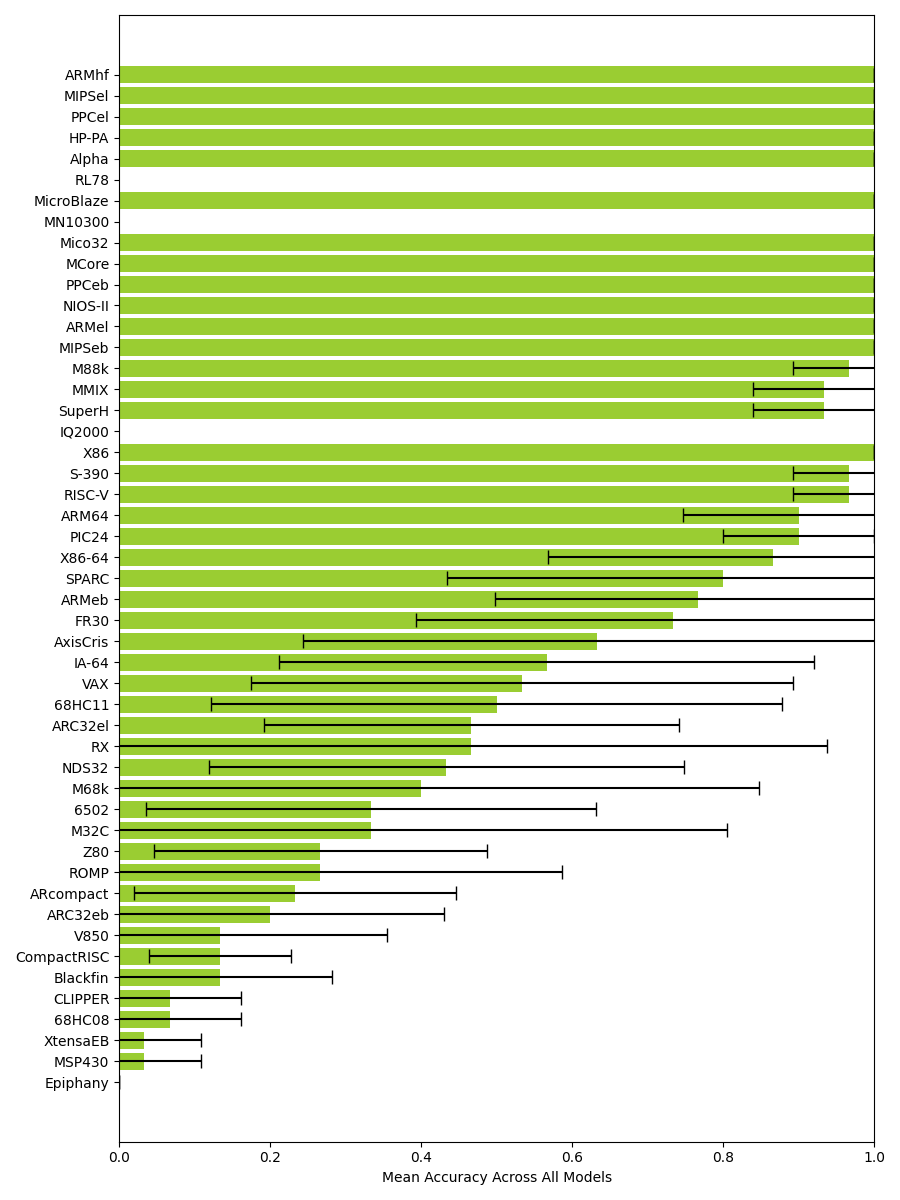 ARMhf
MIPSel
PPCel
HP-PA
Alpha
RL78
MicroBlaze
MN10300
Mico32
MCore
PPCeb
NIOS-II
ARMel
MIPSeb
M88k
MMIX
SuperH
IQ2000
X86
S-390
RISC-V
ARM64
PIC24
X86-64
SPARC
ARMeb
FR30
AxisCris
IA-64
VAX
68HC11
ARC32el
RX
NDS32
M68k
6502
M32C
Z80
ROMP
ARcompact
ARC32eb
V850
CompactRISC
Blackfin
CLIPPER
68HC08
XtensaEB
MSP430
Epiphany
0.0 0.2 0.4 0.6 0.8 1.0
Mean Accuracy Across All Models